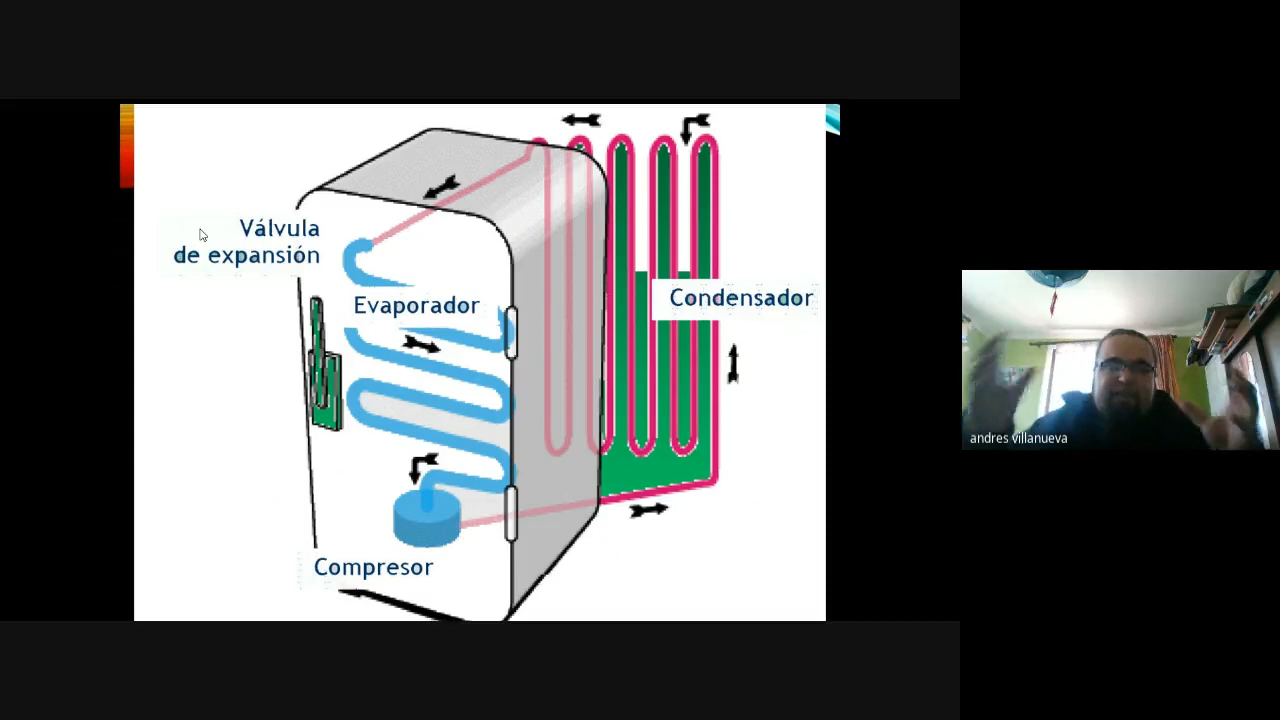 Válvula
de expansión
Evaporador
Condensador
Compresor
andres villanueva